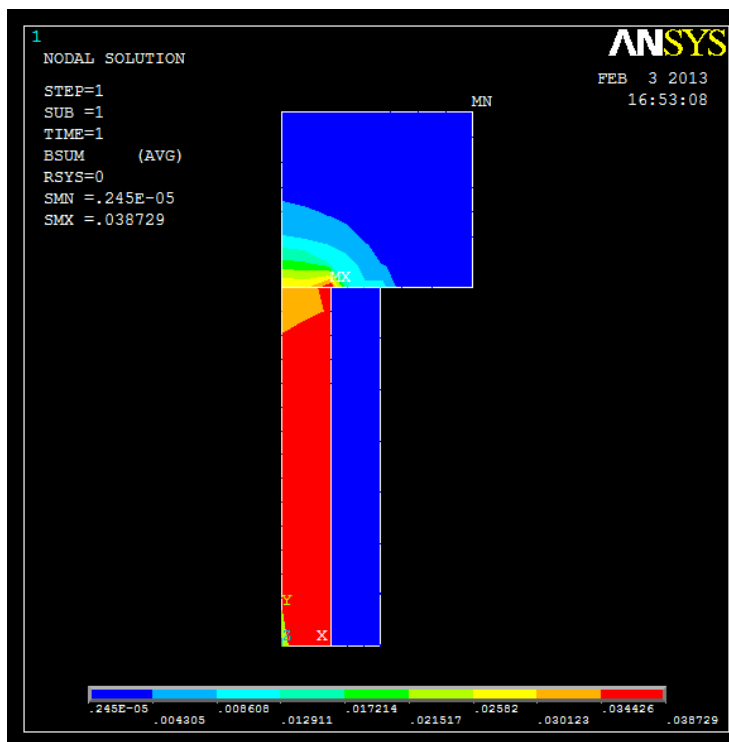 1
ANSYS
NODAL SOLUTION
FEB 3 2013
16:53:08
STEP=1
SUB =1
TIME=1
BSUM (AVG)
RSYS=0
SMN =.245E-05
SMX =.038729
MN
MX
Y
Z X
.245E-05 .008608 .017214 .02582 .034426
.004305 .012911 .021517 .030123 .038729